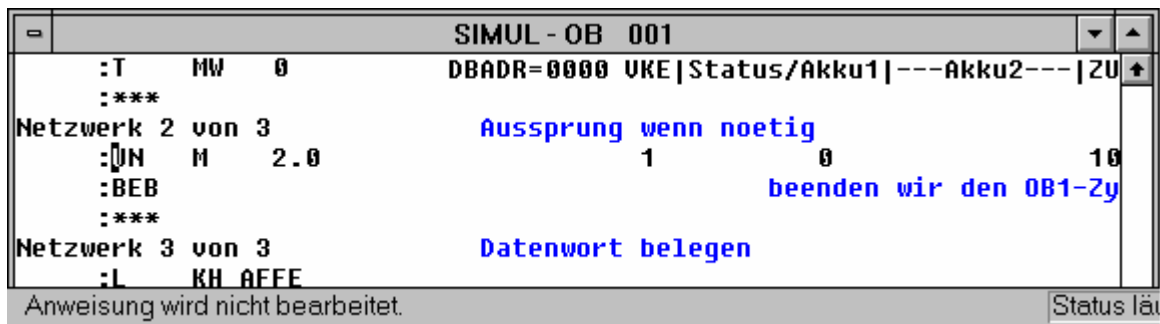 SIMUL - OB 001
:T MW 0 DBADR=0000 VKE|Status/Akku1|---Akku2---|ZU
:***
Netzwerk 2 von 3 Aussprung wenn noetig
:UN M 2.0 1 0 10
:BEB beenden wir den OB1-Zy
:***
Netzwerk 3 von 3 Datenwort belegen
:L KH AFFE
Anweisung wird nicht bearbeitet. Status läu